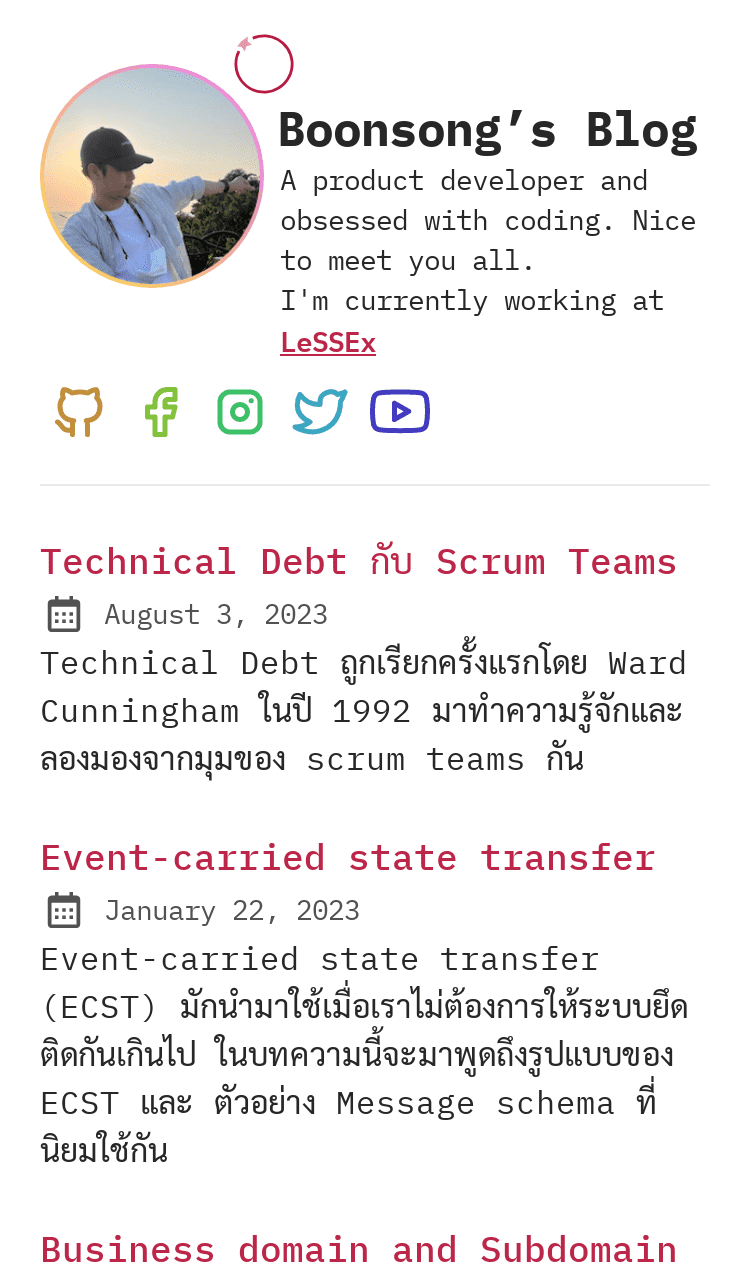 Boonsong’s Blog
A product developer and
obsessed with coding. Nice
to meet you all.
I'm currently working at
LeSSEx
Technical Debt กับ Scrum Teams
August 3, 2023
Technical Debt ถูกเรียกครั้งแรกโดย Ward
Cunningham ในปี 1992 มาทำความรู้จักและ
ลองมองจากมุมของ scrum teams กัน
Event-carried state transfer
January 22, 2023
Event-carried state transfer
(ECST) มักนำมาใช้เมื่อเราไม่ต้องการให้ระบบยึด
ติดกันเกินไป ในบทความนี้จะมาพูดถึงรูปแบบของ
ECST และ ตัวอย่าง Message schema ที่
นิยมใช้กัน
Business domain and Subdomain